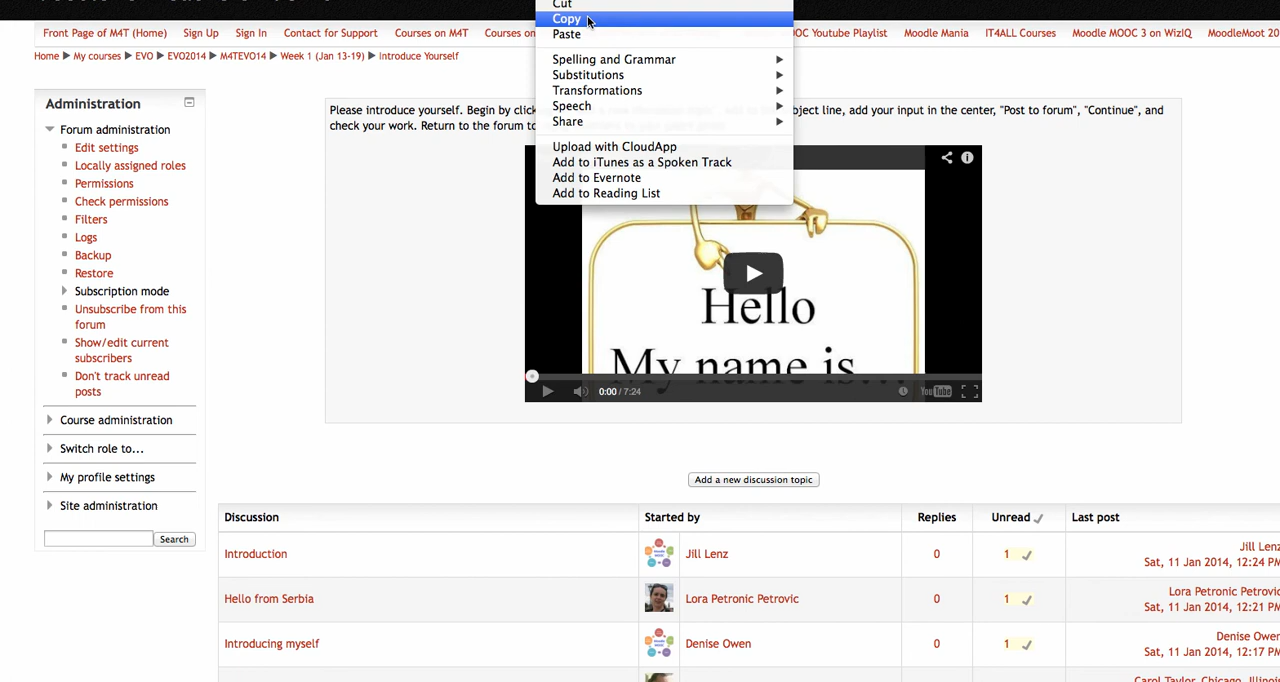 Cut
Copy
Paste
Spelling and Grammar
Substitutions
Transformations
Speech
Share
Upload with CloudApp
Add to iTunes as a Spoken Track
Add to Evernote
Add to Reading List
Front Page of M4T (Home) Sign Up Sign In Contact for Support Courses on M4T Courses on OC Youtube Playlist Moodle Mania IT4ALL Courses Moodle MOOC 3 on WizIQ MoodleMoot 20
Home ▶ My courses ▶ EVO ▶ EVO2014 ▶ M4TEVO14 ▶ Week 1 (Jan 13-19) ▶ Introduce Yourself
Administration
Forum administration
Edit settings
Locally assigned roles
Permissions
Check permissions
Filters
Logs
Backup
Restore
Subscription mode
Unsubscribe from this
forum
Show/edit current
subscribers
Don't track unread
posts
Course administration
Switch role to...
My profile settings
Site administration
Search
Please introduce yourself. Begin by click bject line, add your input in the center, "Post to forum", "Continue", and
check your work. Return to the forum to
Hello
My name is...
0:00 / 7:24
YouTube
Add a new discussion topic
Discussion Started by Replies Unread Last post
Introduction Jill Lenz 0 1 Jill Lenz
Sat, 11 Jan 2014, 12:24 PM
Hello from Serbia Lora Petronic Petrovic 0 1 Lora Petronic Petrovic
Sat, 11 Jan 2014, 12:21 PM
Introducing myself Denise Owen 0 1 Denise Owen
Sat, 11 Jan 2014, 12:17 PM
Carol Taylor, Chicago, Illinois